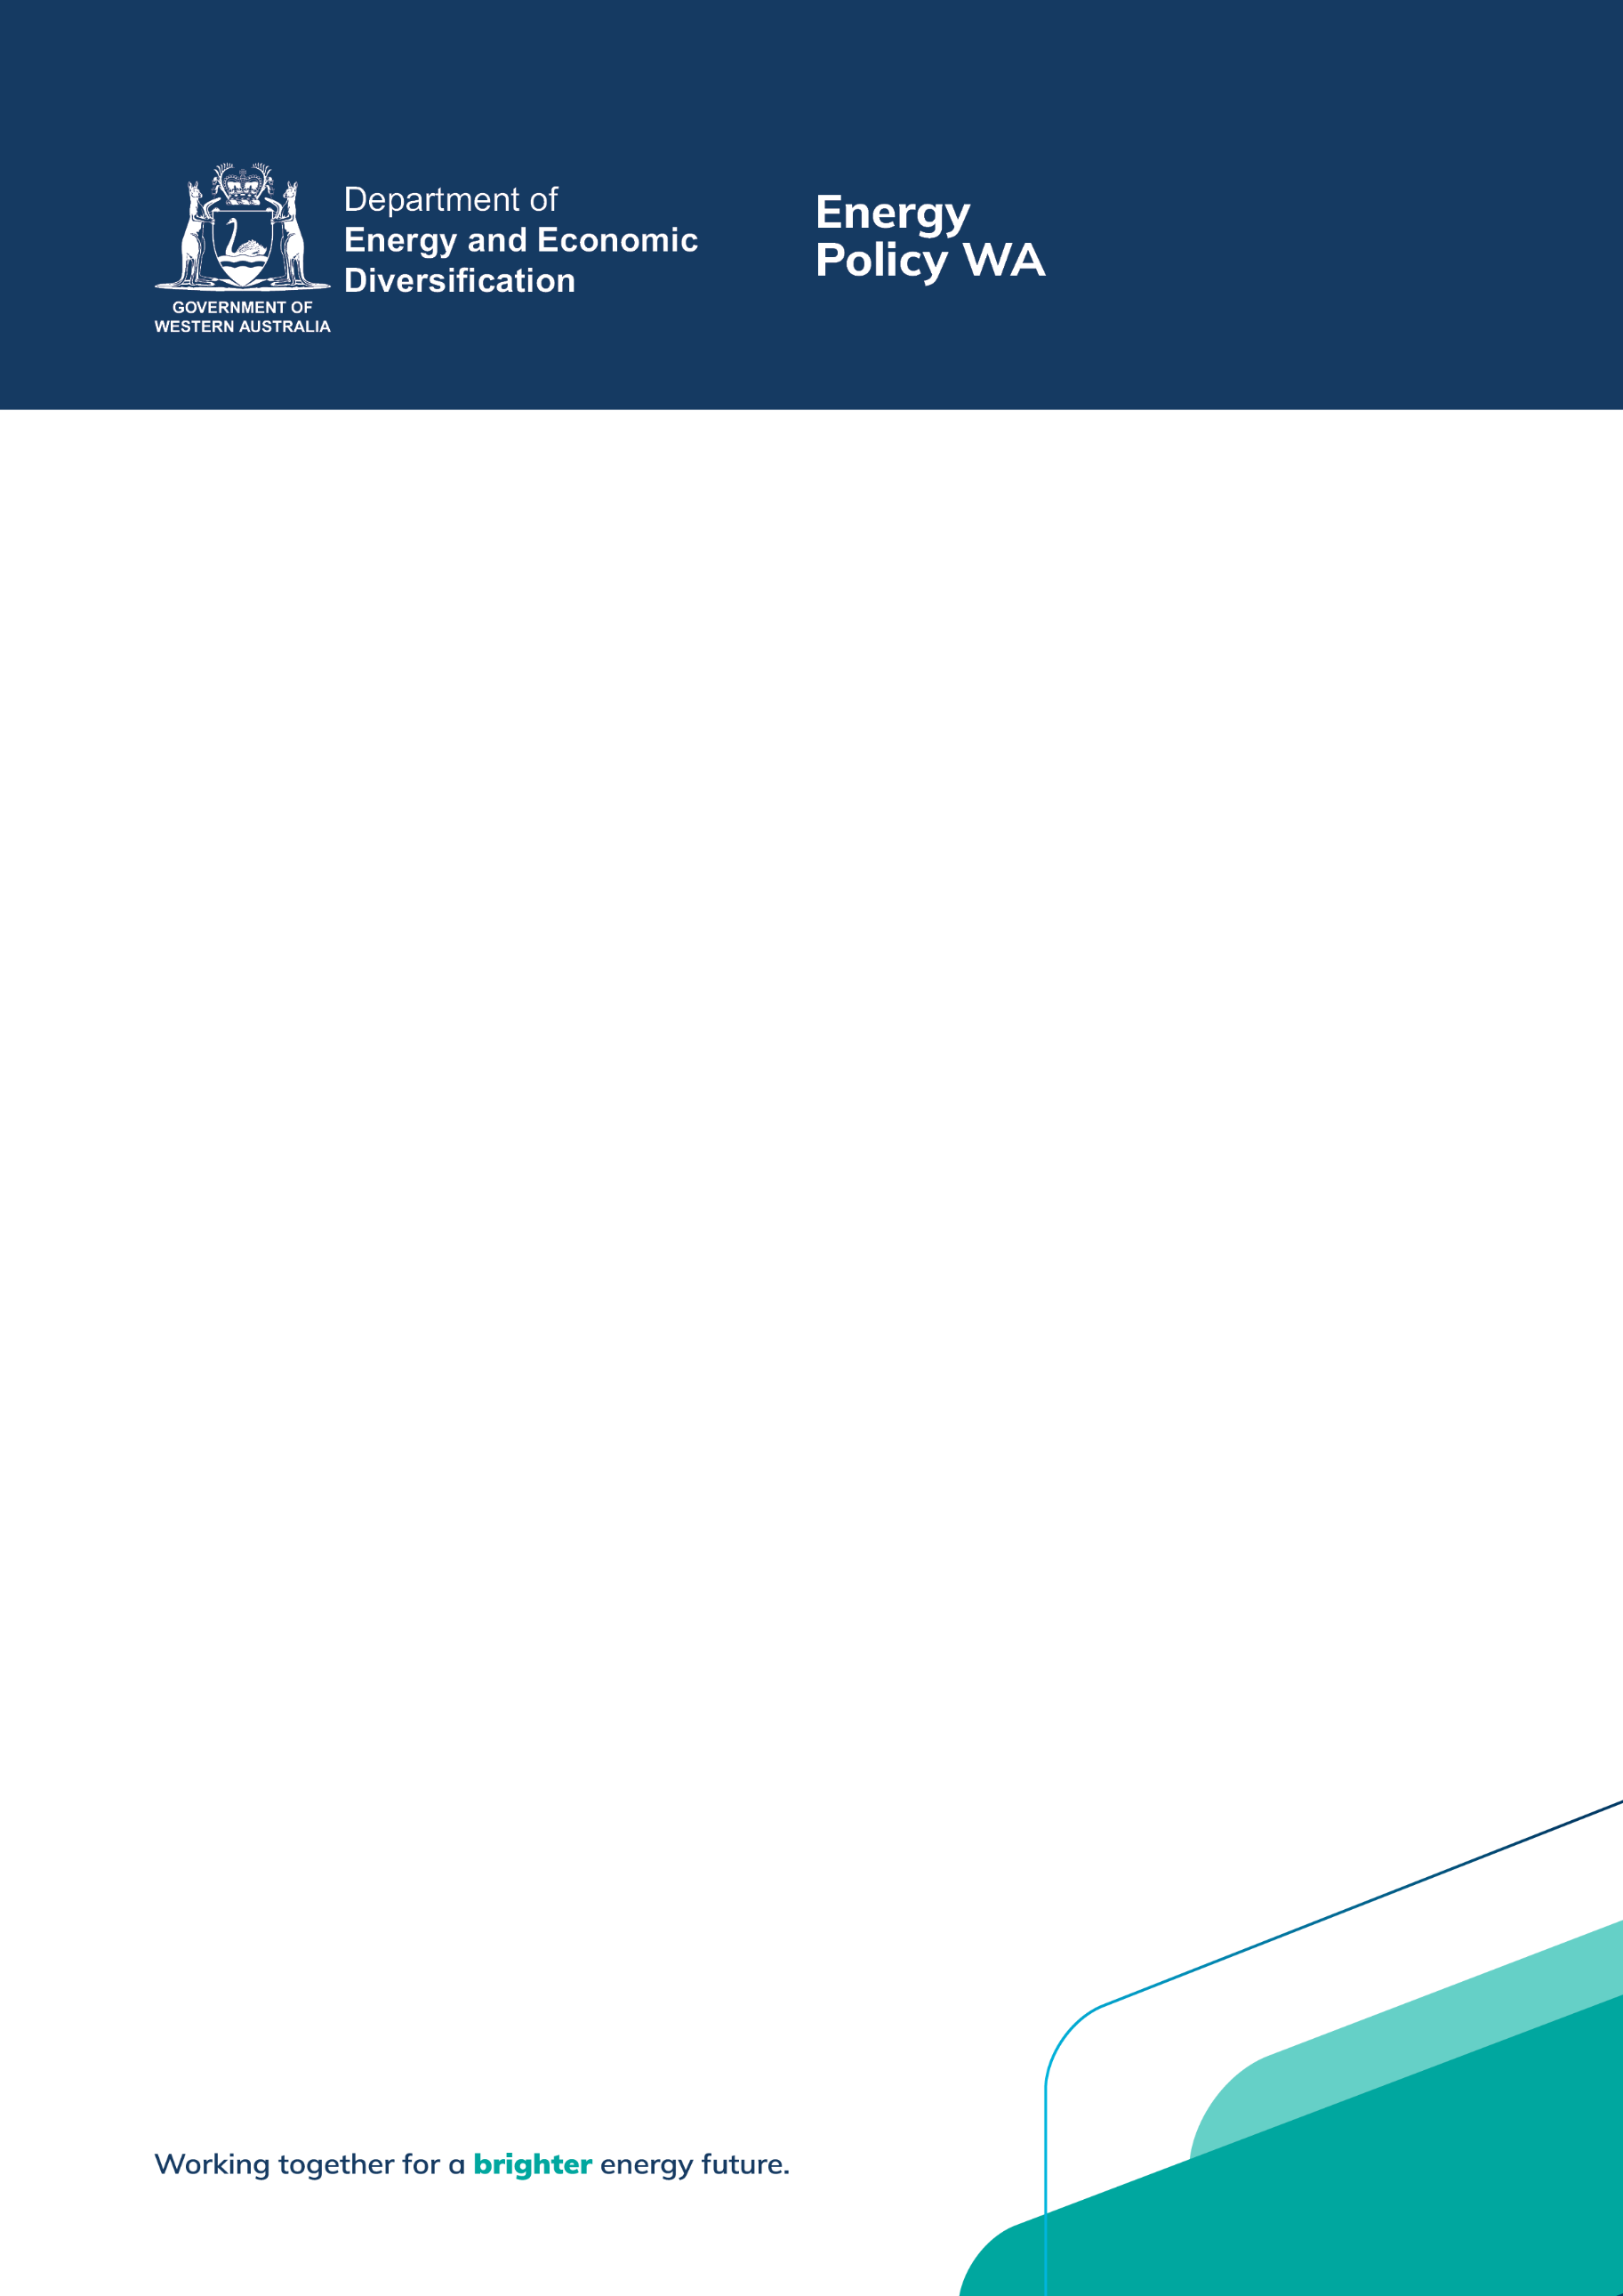 Department of
Energy and Economic
Diversification
GOVERNMENT OF
WESTERN AUSTRALIA
Energy
Policy WA
Working together for a brighter energy future.